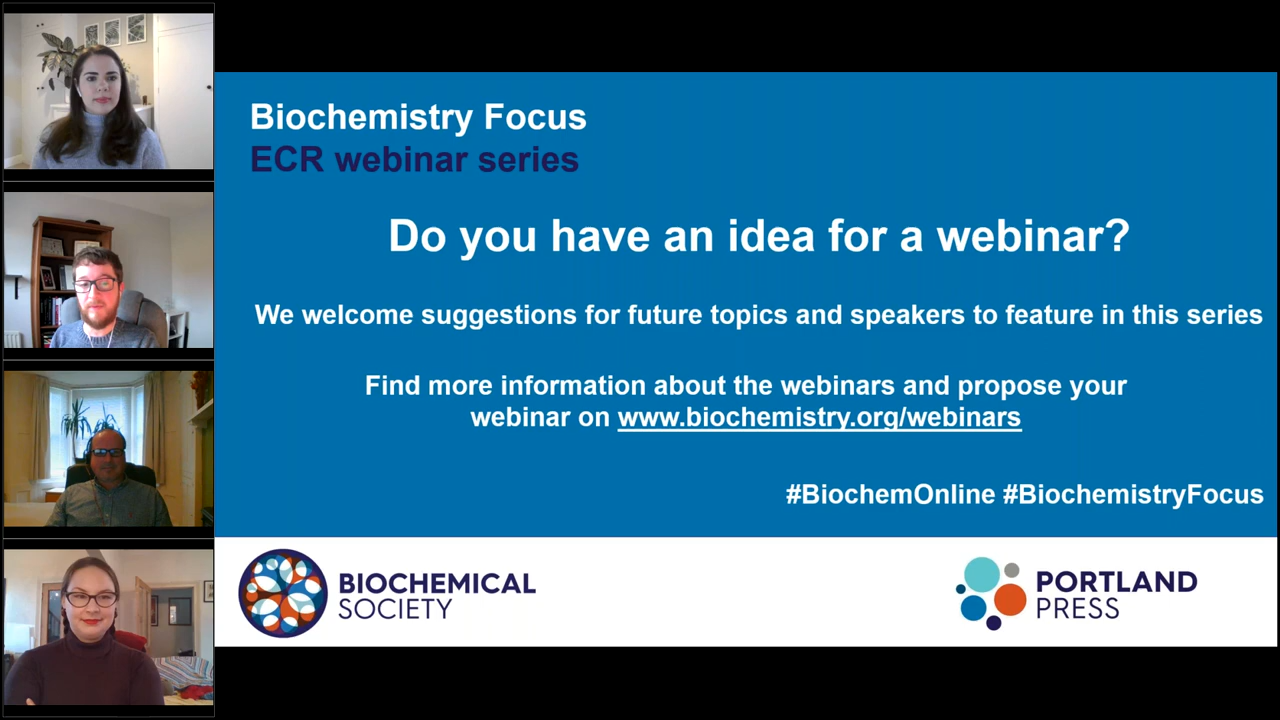 Biochemistry Focus
ECR webinar series
Do you have an idea for a webinar?
We welcome suggestions for future topics and speakers to feature in this series
Find more information about the webinars and propose your
webinar on www.biochemistry.org/webinars
#BiochemOnline #BiochemistryFocus
BIOCHEMICAL
SOCIETY
PORTLAND
PRESS